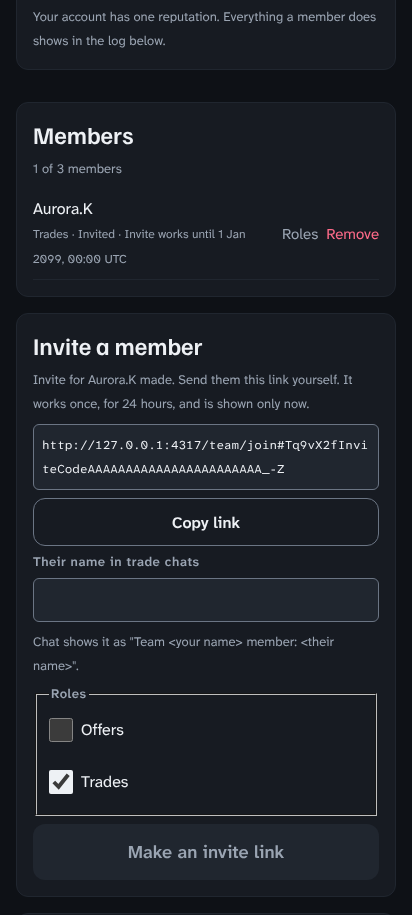 Your account has one reputation. Everything a member does
shows in the log below.
Members
1 of 3 members
Aurora.K
Trades · Invited · Invite works until 1 Jan
2099, 00:00 UTC
Roles Remove
Invite a member
Invite for Aurora.K made. Send them this link yourself. It
works once, for 24 hours, and is shown only now.
http://127.0.0.1:4317/team/join#Tq9vX2fInvi
teCodeAAAAAAAAAAAAAAAAAAAAAAA_-Z
Copy link
Their name in trade chats
Chat shows it as "Team <your name> member: <their
name>".
Roles
Offers
Trades
Make an invite link